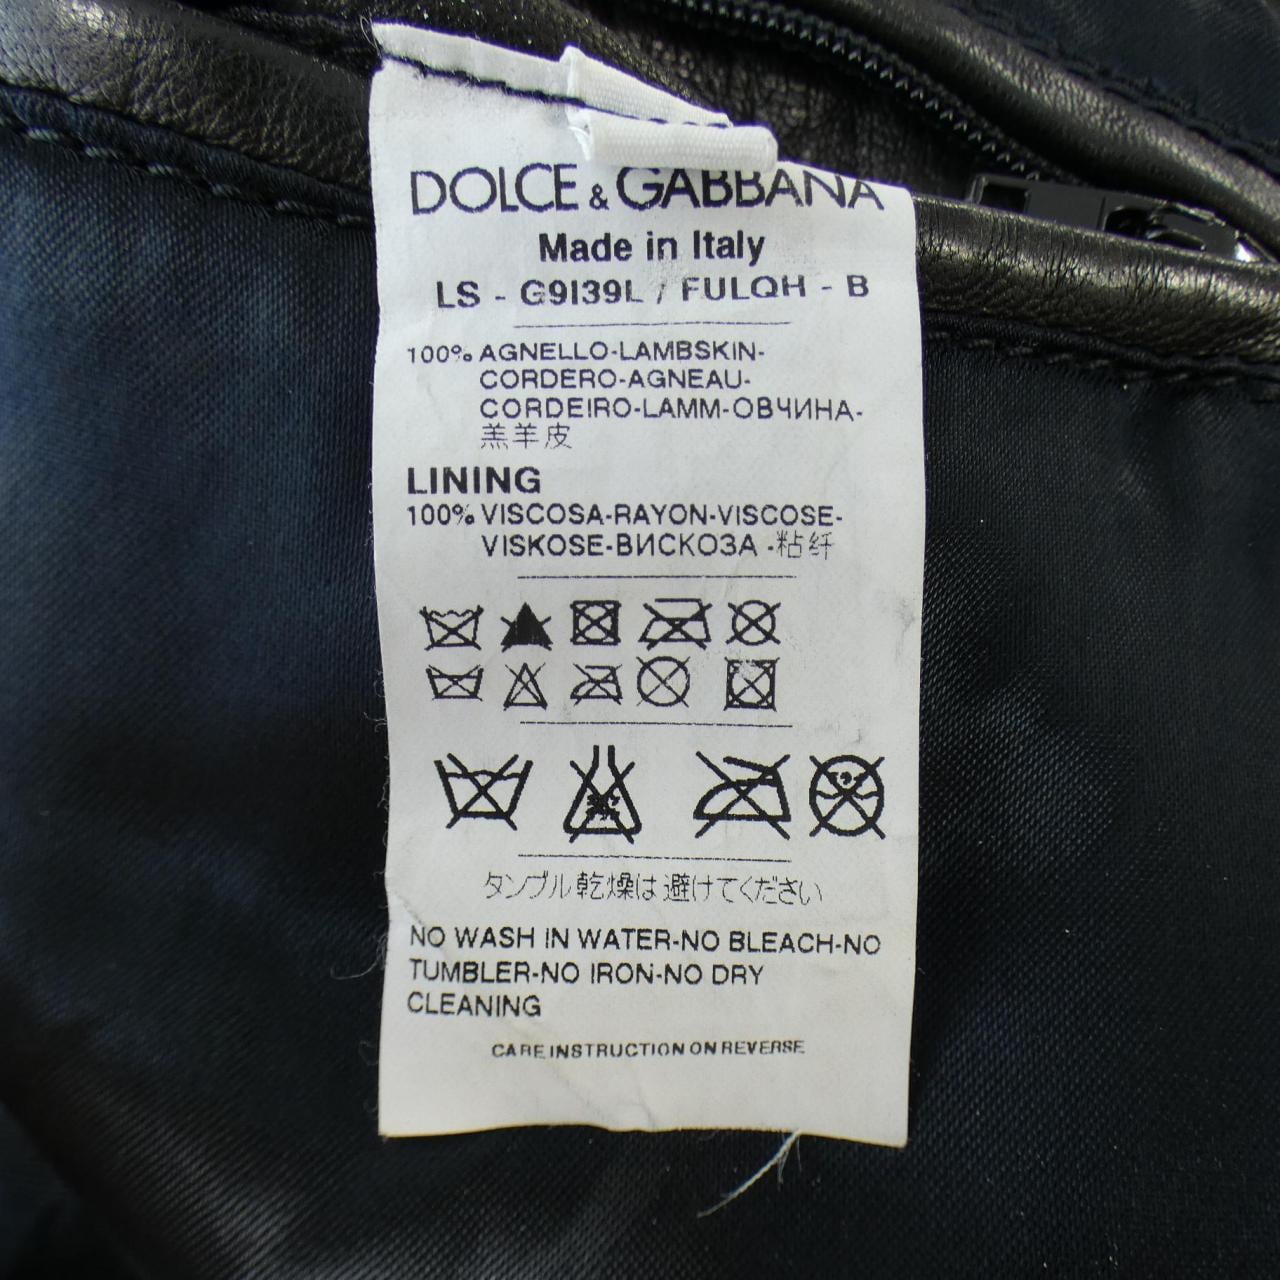 DOLCE & GABBANA
Made in Italy
LS - G9I39L / FULQH - B
100% AGNELLO-LAMBSKIN-
CORDERO-AGNEAU-
CORDEIRO-LAMM-ОВЧИНА-
羔羊皮
LINING
100% VISCOSA-RAYON-VISCOSE-
VISKOSE-ВИСКОЗА -粘纤
タンブル乾燥は避けてください
NO WASH IN WATER-NO BLEACH-NO
TUMBLER-NO IRON-NO DRY
CLEANING
CARE INSTRUCTION ON REVERSE